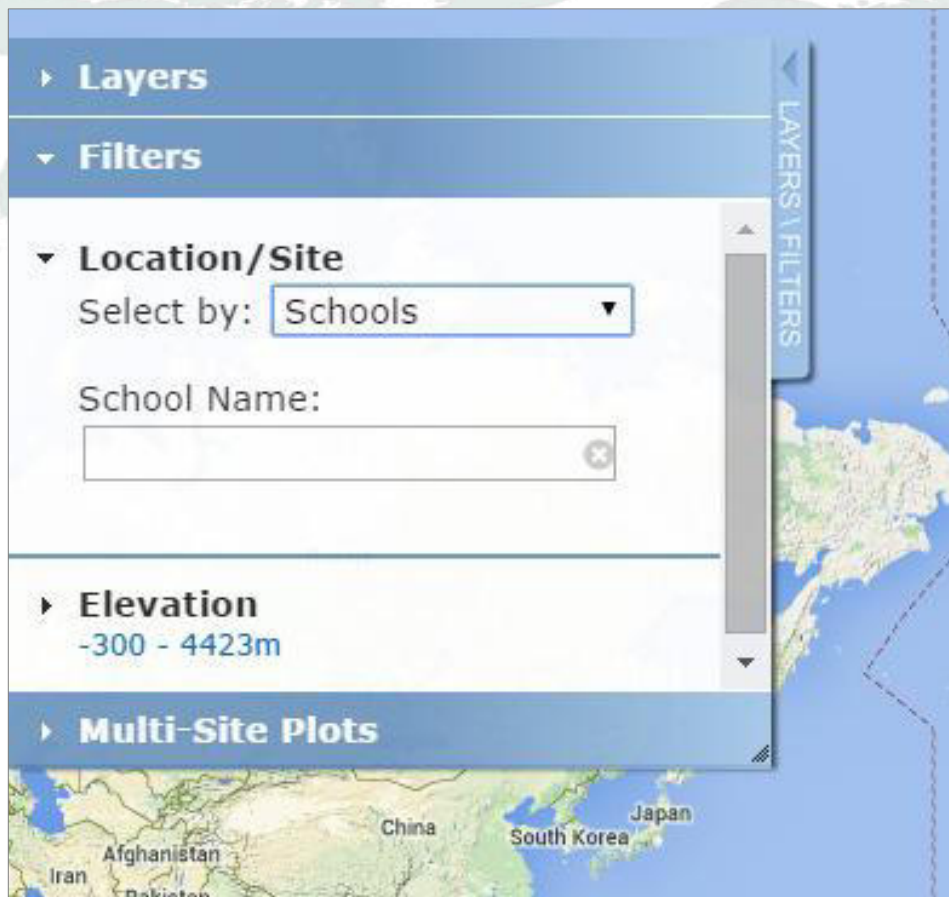 Layers
Filters
LAYERS \ FILTERS
Location/Site
Select by: Schools
School Name:
Elevation
-300 - 4423m
Multi-Site Plots
China
Japan
South Korea
Afghanistan
Iran
Pakistan